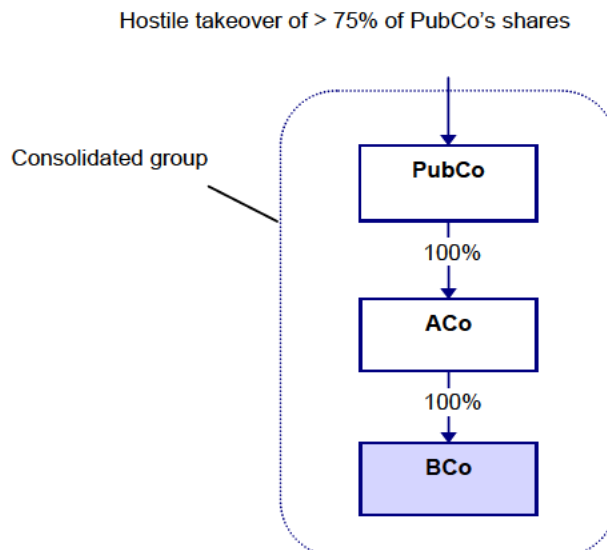 Hostile takeover of > 75% of PubCo's shares
Consolidated group
PubCo
100%
ACo
100%
BCo